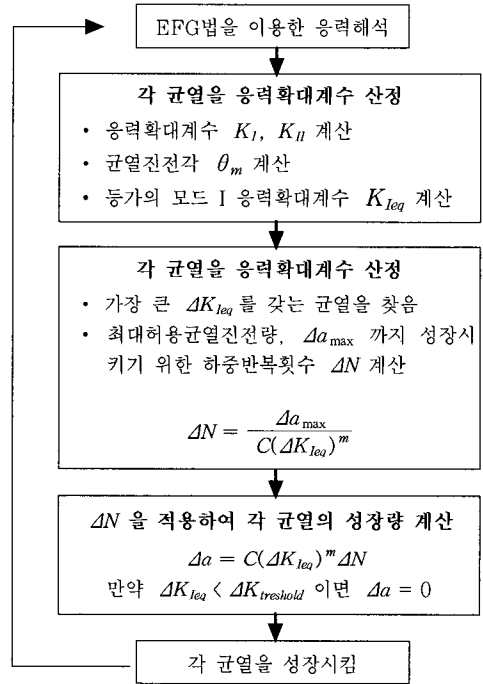 EFG법을 이용한 응력해석
각 균열을 응력확대계수 산정
• 응력확대계수 K_I, K_II 계산
• 균열진전각 θ_m 계산
• 등가의 모드 I 응력확대계수 K_Ieq 계산
각 균열을 응력확대계수 산정
• 가장 큰 ΔK_Ieq 를 갖는 균열을 찾음
• 최대허용균열진전량, Δa_max 까지 성장시
키기 위한 하중반복횟수 ΔN 계산
ΔN = Δa_max / C(ΔK_Ieq)^m
ΔN 을 적용하여 각 균열의 성장량 계산
Δa = C(ΔK_Ieq)^m ΔN
만약 ΔK_Ieq < ΔK_treshold 이면 Δa = 0
각 균열을 성장시킴